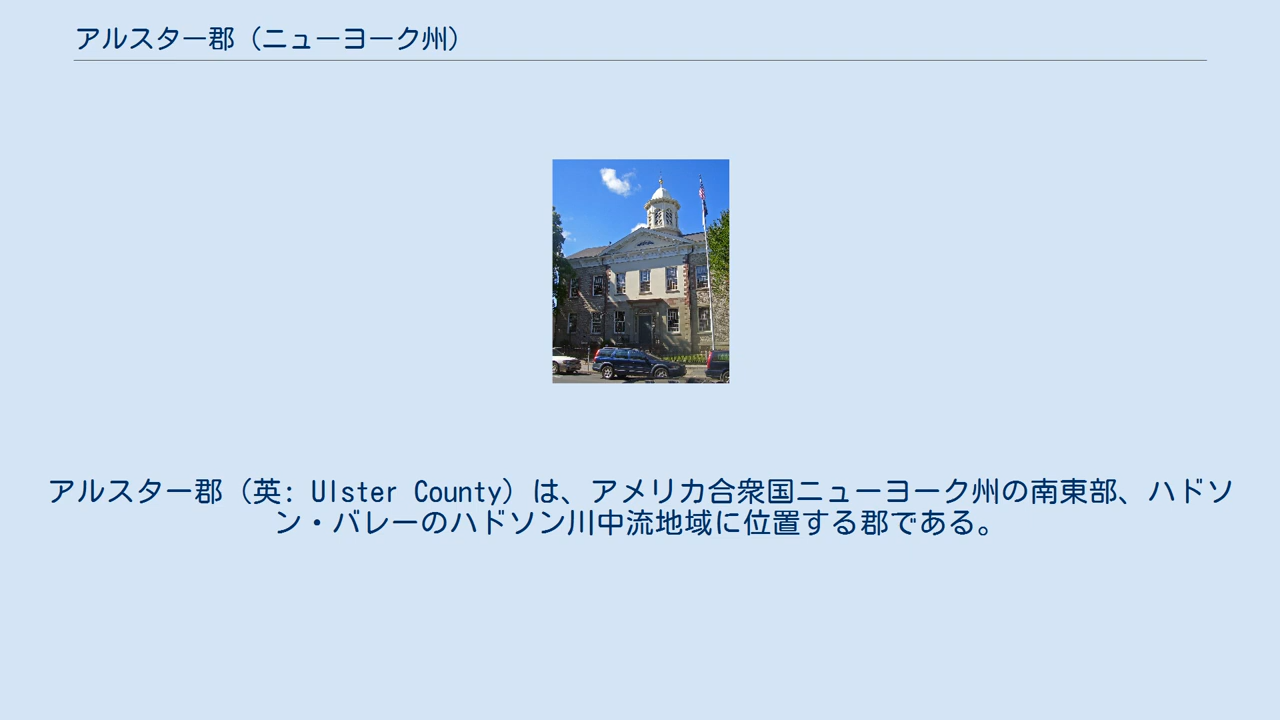 アルスター郡（ニューヨーク州）
アルスター郡（英: Ulster County）は、アメリカ合衆国ニューヨーク州の南東部、ハドソ
ン・バレーのハドソン川中流地域に位置する郡である。